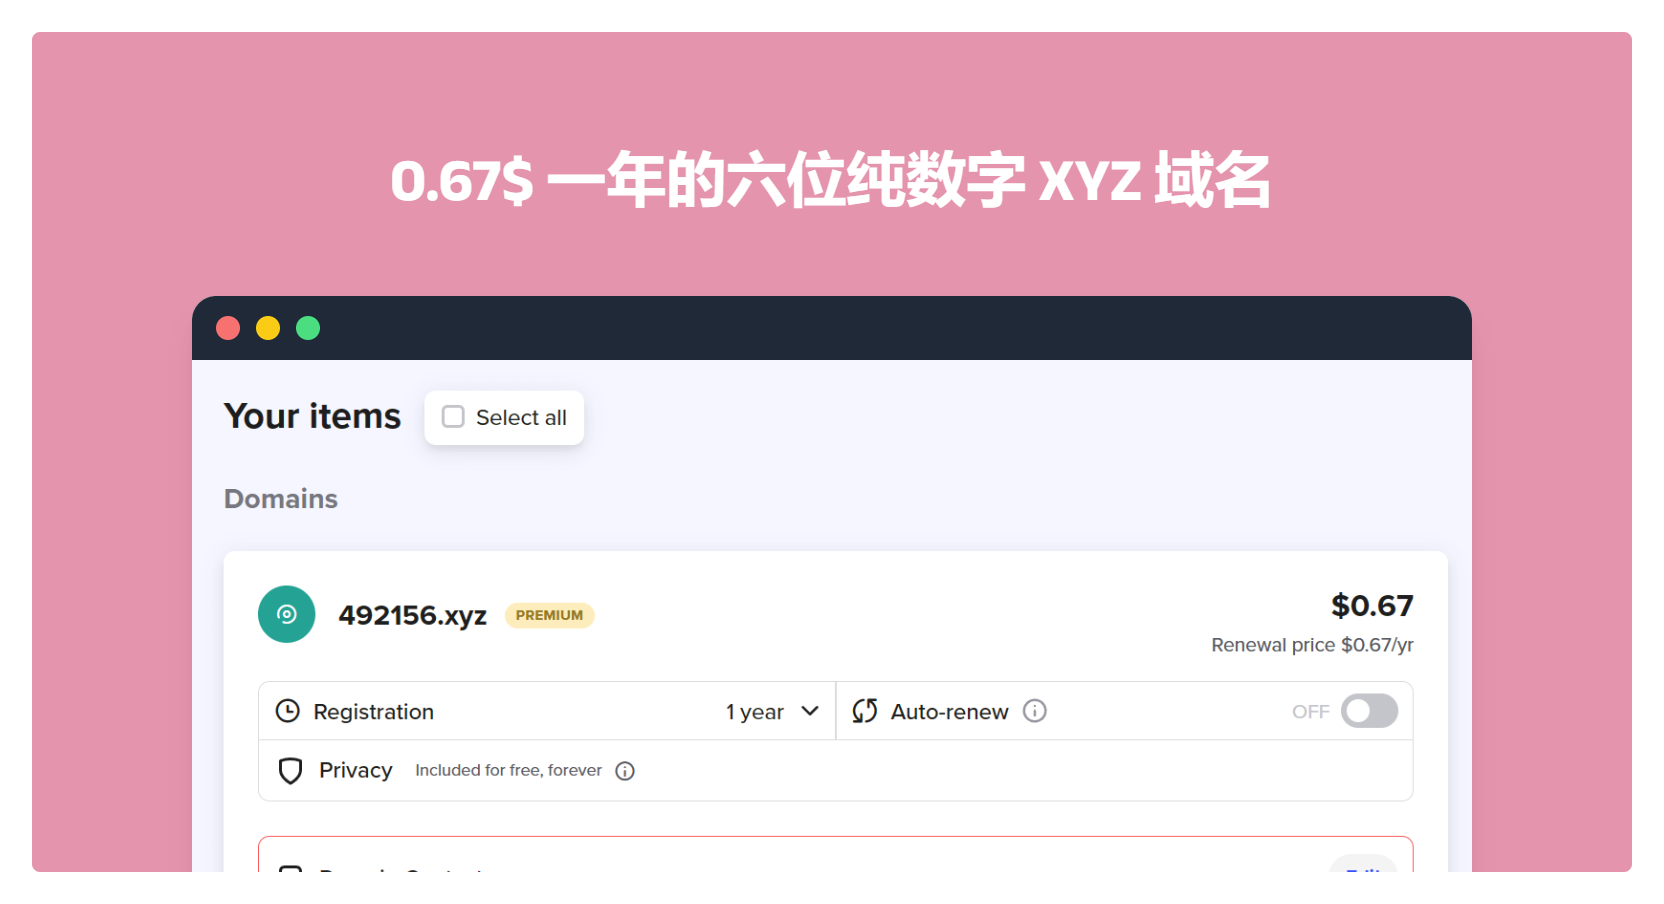 0.67$ 一年的六位纯数字 XYZ 域名
Your items
Select all
Domains
492156.xyz
PREMIUM
$0.67
Renewal price $0.67/yr
Registration
1 year
Auto-renew
OFF
Privacy
Included for free, forever